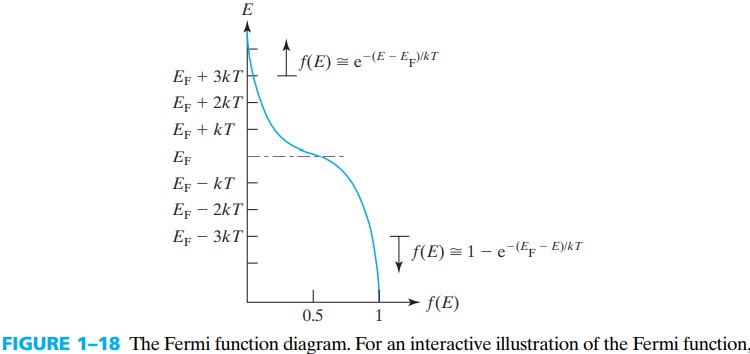 E
f(E) ≅ e^−(E − E_F)/kT
E_F + 3kT
E_F + 2kT
E_F + kT
E_F
E_F − kT
E_F − 2kT
E_F − 3kT
f(E) ≅ 1 − e^−(E_F − E)/kT
f(E)
0.5 1
FIGURE 1–18 The Fermi function diagram. For an interactive illustration of the Fermi function,